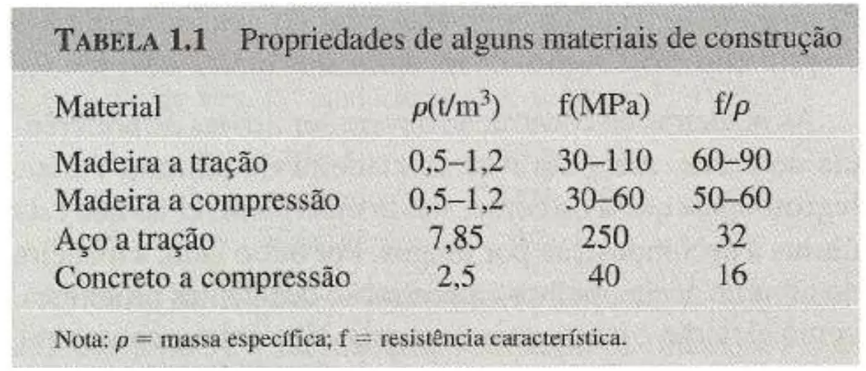 TABELA 1.1 Propriedades de alguns materiais de construção
Material ρ(t/m³) f(MPa) f/ρ
Madeira a tração 0,5–1,2 30–110 60–90
Madeira a compressão 0,5–1,2 30–60 50–60
Aço a tração 7,85 250 32
Concreto a compressão 2,5 40 16
Nota: ρ = massa específica; f = resistência característica.